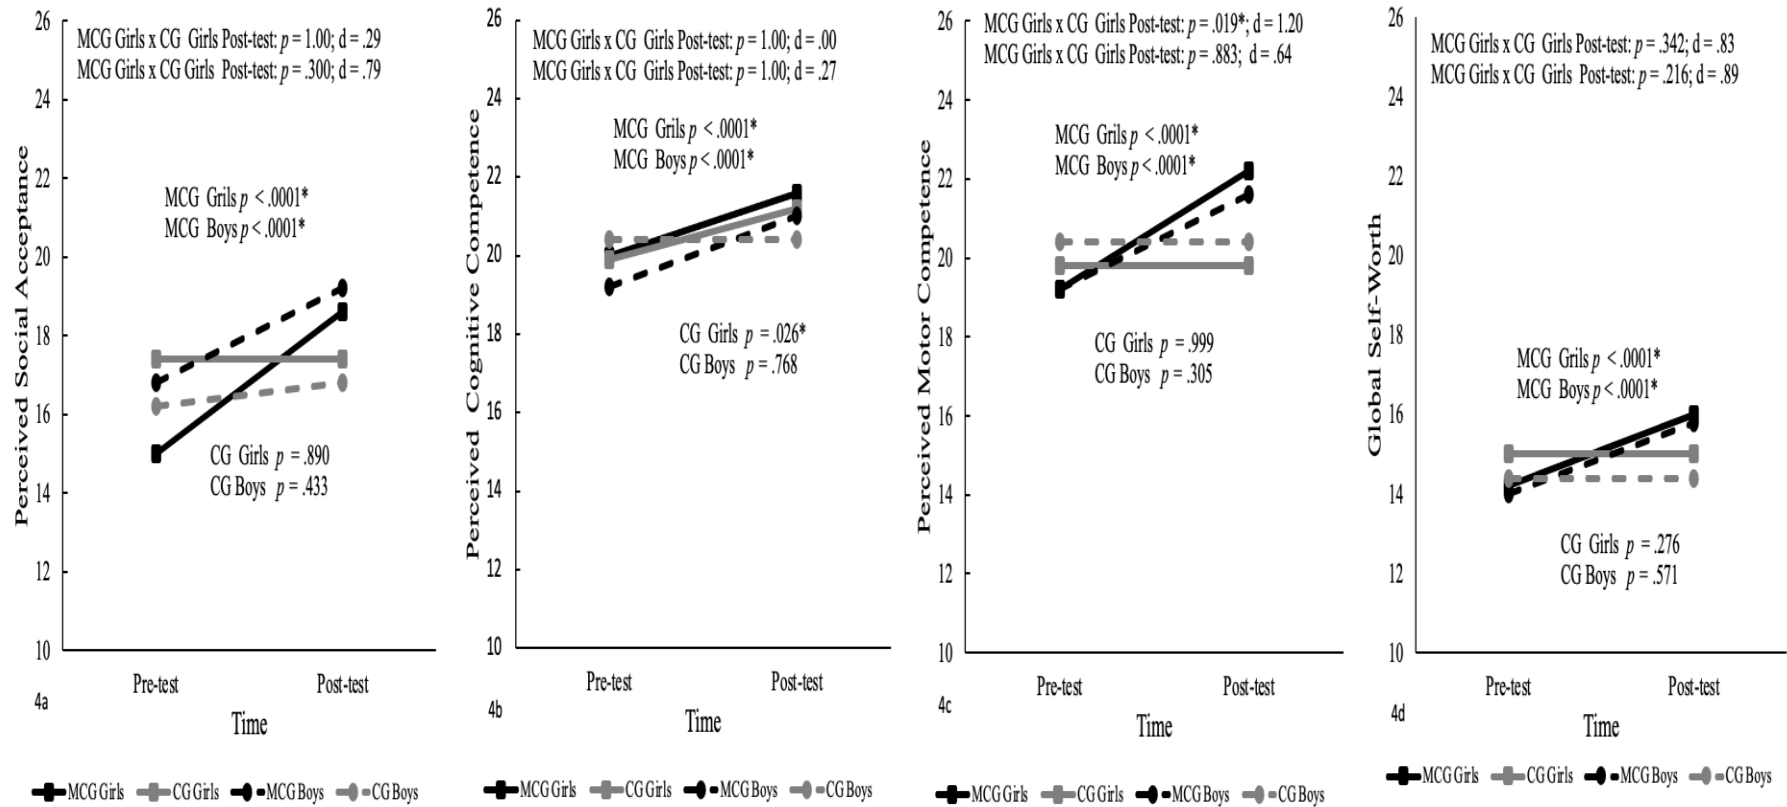 26
MCG Girls x CG Girls Post-test: p = 1.00; d = .29
MCG Girls x CG Girls Post-test: p = .300; d = .79
24
22
MCG Grils p < .0001*
MCG Boys p < .0001*
20
18
16
CG Girls p = .890
CG Boys p = .433
14
12
10
Perceived Social Acceptance
Pre-test
Post-test
4a
Time
MCG Girls
CG Girls
MCG Boys
CG Boys
26
MCG Girls x CG Girls Post-test: p = 1.00; d = .00
MCG Girls x CG Girls Post-test: p = 1.00; d = .27
24
MCG Grils p < .0001*
MCG Boys p < .0001*
22
20
18
CG Girls p = .026*
CG Boys p = .768
16
14
12
10
Perceived Cognitive Competence
Pre-test
Post-test
4b
Time
MCG Girls
CG Girls
MCG Boys
CG Boys
26
MCG Girls x CG Girls Post-test: p = .019*; d = 1.20
MCG Girls x CG Girls Post-test: p = .883; d = .64
24
MCG Grils p < .0001*
MCG Boys p < .0001*
22
20
18
CG Girls p = .999
CG Boys p = .305
16
14
12
10
Perceived Motor Competence
Pre-test
Post-test
4c
Time
MCG Girls
CG Girls
MCG Boys
CG Boys
26
MCG Girls x CG Girls Post-test: p = .342; d = .83
MCG Girls x CG Girls Post-test: p = .216; d = .89
24
22
20
18
MCG Grils p < .0001*
MCG Boys p < .0001*
16
14
CG Girls p = .276
CG Boys p = .571
12
10
Global Self-Worth
Pre-test
Post-test
4d
Time
MCG Girls
CG Girls
MCG Boys
CG Boys